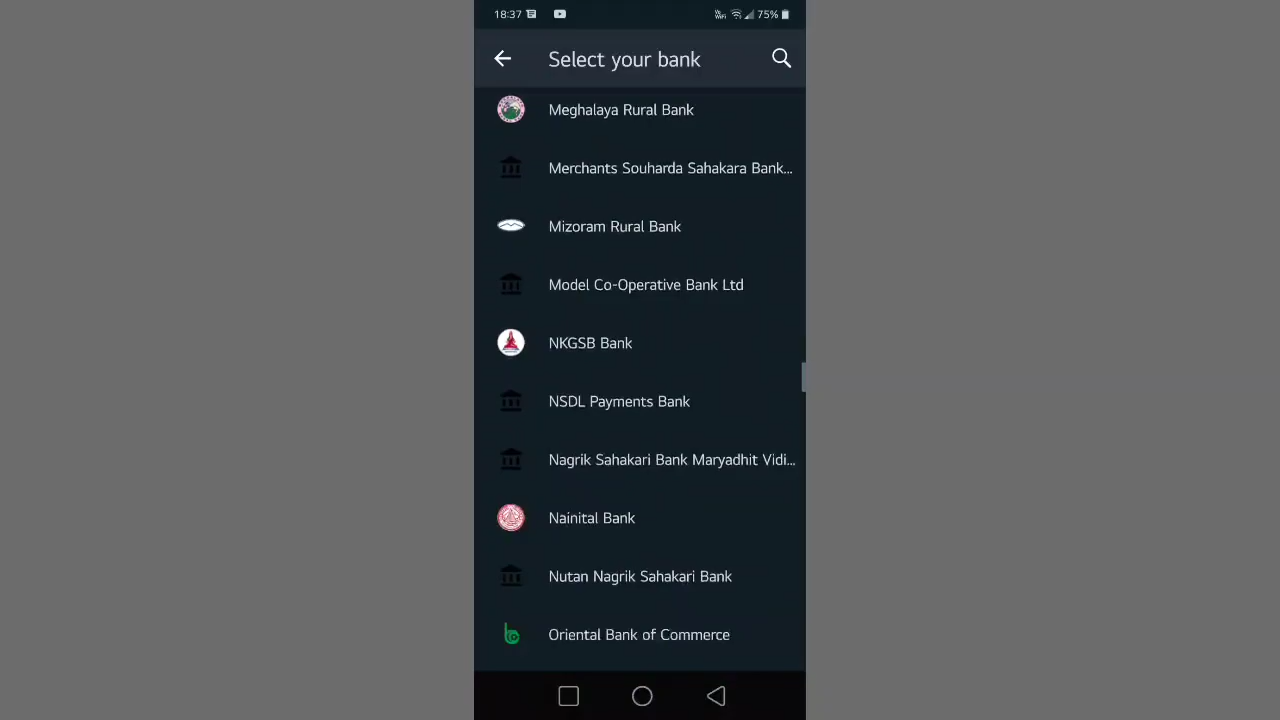 18:37
75%
Select your bank
Meghalaya Rural Bank
Merchants Souharda Sahakara Bank...
Mizoram Rural Bank
Model Co-Operative Bank Ltd
NKGSB Bank
NSDL Payments Bank
Nagrik Sahakari Bank Maryadhit Vidi...
Nainital Bank
Nutan Nagrik Sahakari Bank
Oriental Bank of Commerce